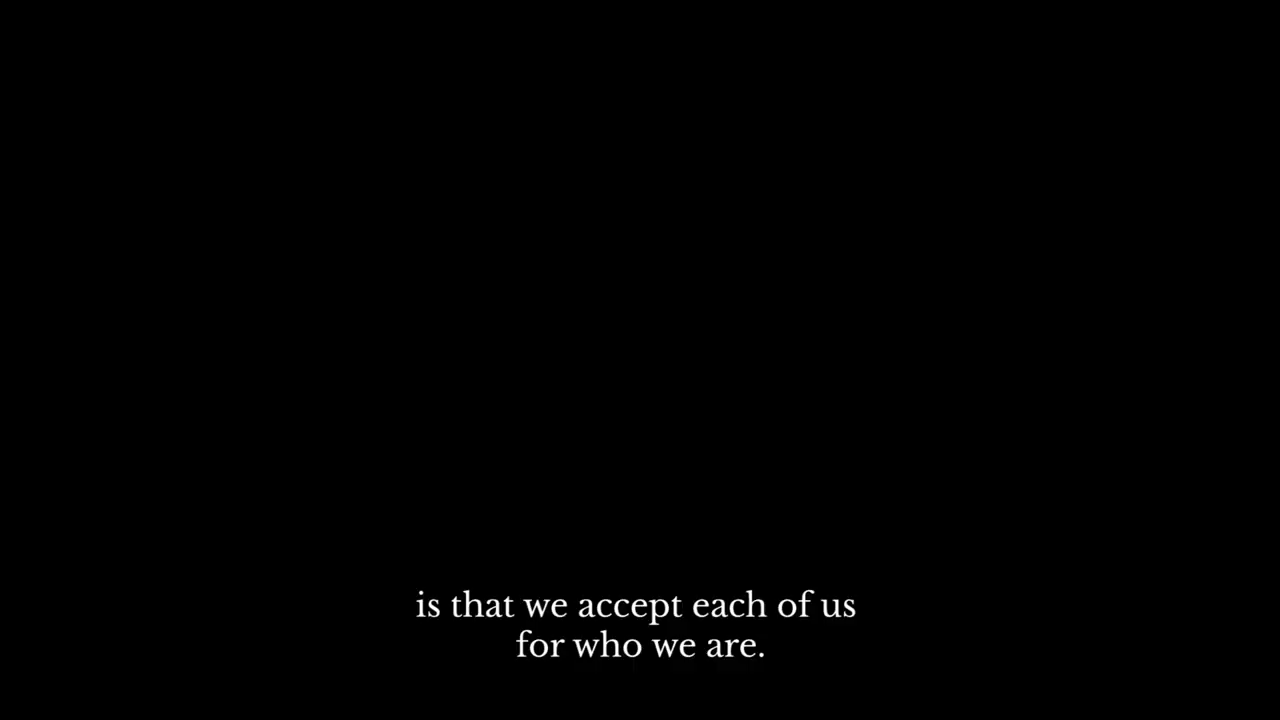 is that we accept each of us
for who we are.